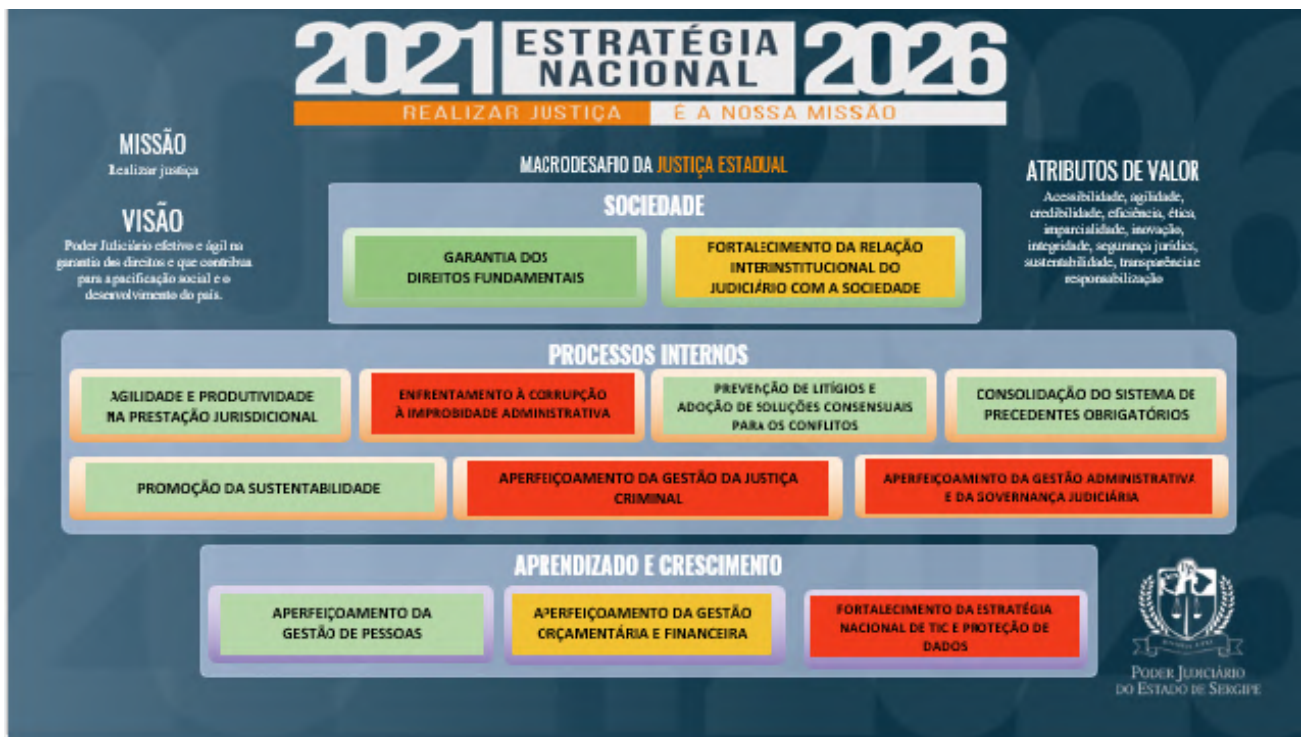 2021 ESTRATÉGIA NACIONAL 2026
REALIZAR JUSTIÇA É A NOSSA MISSÃO
MISSÃO
Realizar justiça
VISÃO
Poder Judiciário efetivo e ágil na
garantia dos direitos e que contribua
para a pacificação social e o
desenvolvimento do país.
MACRODESAFIO DA JUSTIÇA ESTADUAL
ATRIBUTOS DE VALOR
Acessibilidade, agilidade,
credibilidade, eficiência, ética,
imparcialidade, inovação,
integridade, segurança jurídica,
sustentabilidade, transparência e
responsabilização
SOCIEDADE
GARANTIA DOS
DIREITOS FUNDAMENTAIS
FORTALECIMENTO DA RELAÇÃO
INTERINSTITUCIONAL DO
JUDICIÁRIO COM A SOCIEDADE
PROCESSOS INTERNOS
AGILIDADE E PRODUTIVIDADE
NA PRESTAÇÃO JURISDICIONAL
ENFRENTAMENTO À CORRUPÇÃO
À IMPROBIDADE ADMINISTRATIVA
PREVENÇÃO DE LITÍGIOS E
ADOÇÃO DE SOLUÇÕES CONSENSUAIS
PARA OS CONFLITOS
CONSOLIDAÇÃO DO SISTEMA DE
PRECEDENTES OBRIGATÓRIOS
PROMOÇÃO DA SUSTENTABILIDADE
APERFEIÇOAMENTO DA GESTÃO DA JUSTIÇA
CRIMINAL
APERFEIÇOAMENTO DA GESTÃO ADMINISTRATIVA
E DA GOVERNANÇA JUDICIÁRIA
APRENDIZADO E CRESCIMENTO
APERFEIÇOAMENTO DA
GESTÃO DE PESSOAS
APERFEIÇOAMENTO DA GESTÃO
ORÇAMENTÁRIA E FINANCEIRA
FORTALECIMENTO DA ESTRATÉGIA
NACIONAL DE TIC E PROTEÇÃO DE
DADOS
PODER JUDICIÁRIO
DO ESTADO DE SERGIPE